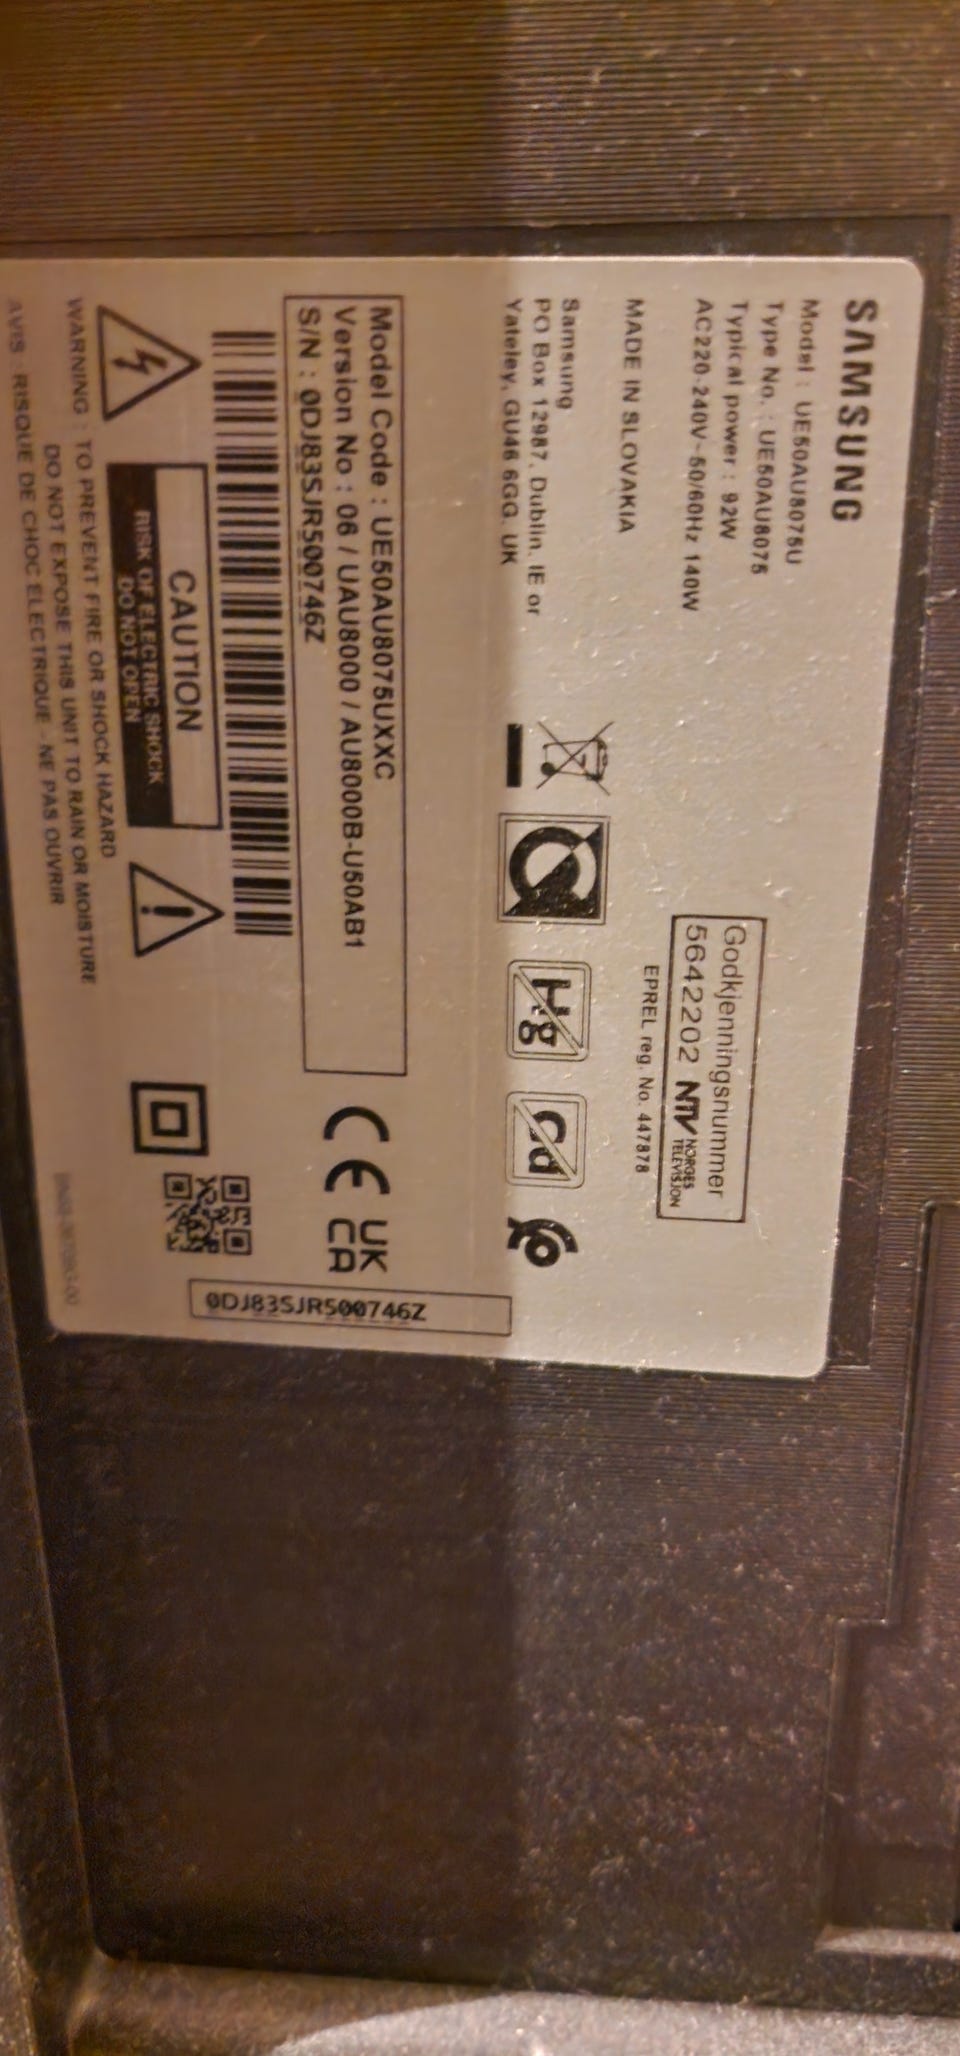 SAMSUNG
Model : UE50AU8075U
Type No. : UE50AU8075
Typical power : 92W
AC220-240V~50/60Hz 140W
Godkjenningsnummer
5642202 NTV NORGES TELEVISJON
EPREL reg. No. 447878
MADE IN SLOVAKIA
Samsung
PO Box 12987, Dublin. IE or
Yateley, GU46 6GG. UK
Hg
Cd
Model Code : UE50AU8075UXXC
Version No : 06 / UAU8000 / AU8000B-U50AB1
S/N : 0DJ83SJR500746Z
CE
UK
CA
0DJ83SJR500746Z
CAUTION
RISK OF ELECTRIC SHOCK
DO NOT OPEN
WARNING : TO PREVENT FIRE OR SHOCK HAZARD
DO NOT EXPOSE THIS UNIT TO RAIN OR MOISTURE
AVIS : RISQUE DE CHOC ELECTRIQUE - NE PAS OUVRIR